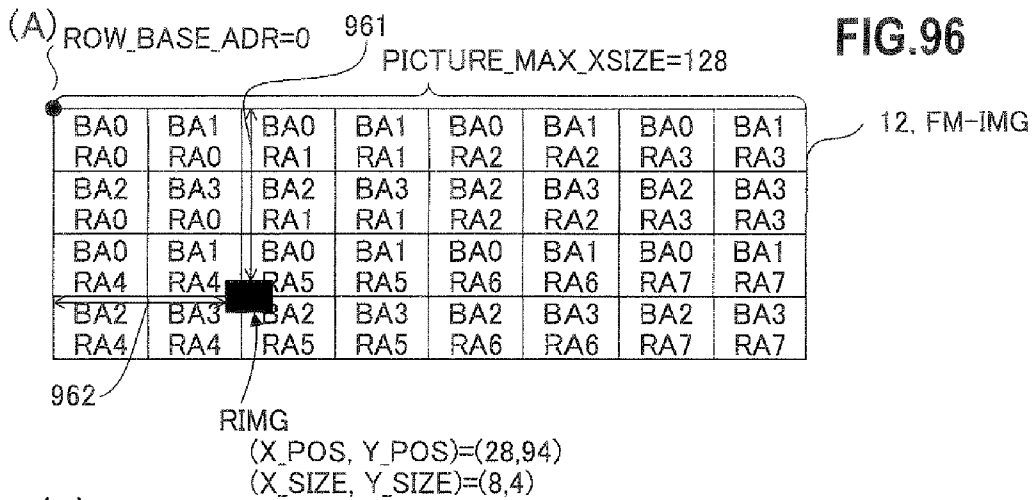 (A) ROW_BASE_ADR=0 961 FIG.96
PICTURE_MAX_XSIZE=128
12, FM-IMG
BA0 BA1 BA0 BA1 BA0 BA1 BA0 BA1
RA0 RA0 RA1 RA1 RA2 RA2 RA3 RA3
BA2 BA3 BA2 BA3 BA2 BA3 BA2 BA3
RA0 RA0 RA1 RA1 RA2 RA2 RA3 RA3
BA0 BA1 BA0 BA1 BA0 BA1 BA0 BA1
RA4 RA4 RA5 RA5 RA6 RA6 RA7 RA7
BA2 BA3 BA2 BA3 BA2 BA3 BA2 BA3
RA4 RA4 RA5 RA5 RA6 RA6 RA7 RA7
962
RIMG
(X_POS, Y_POS)=(28,94)
(X_SIZE, Y_SIZE)=(8,4)